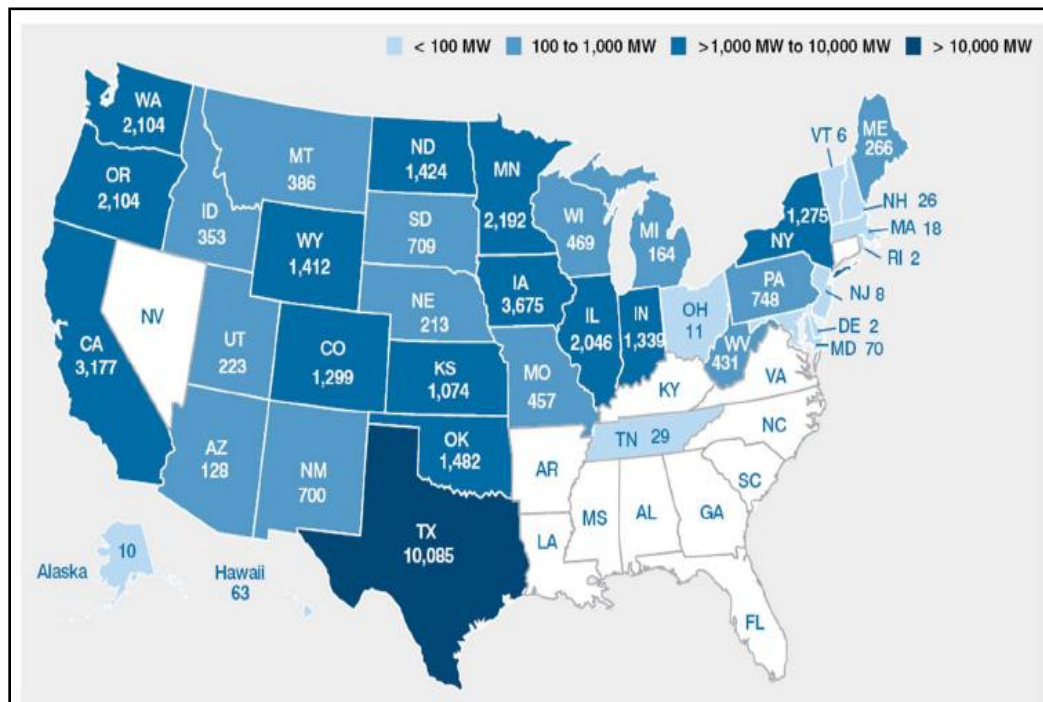 < 100 MW
100 to 1,000 MW
>1,000 MW to 10,000 MW
> 10,000 MW
WA
2,104
OR
2,104
CA
3,177
NV
ID
353
MT
386
WY
1,412
UT
223
AZ
128
CO
1,299
NM
700
ND
1,424
SD
709
NE
213
KS
1,074
OK
1,482
TX
10,085
MN
2,192
IA
3,675
MO
457
AR
LA
WI
469
IL
2,046
MI
164
IN
1,339
OH
11
KY
TN 29
MS
AL
GA
FL
SC
NC
VA
WV
431
PA
748
1,275
NY
VT 6
ME
266
NH 26
MA 18
RI 2
NJ 8
DE 2
MD 70
Alaska
10
Hawaii
63